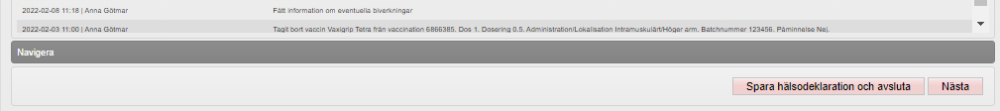 2022-02-08 11:18 | Anna Götmar Fått information om eventuella biverkningar
2022-02-03 11:00 | Anna Götmar Tagit bort vaccin Vaxigrip Tetra från vaccination 6866385. Dos 1. Dosering 0.5. Administration/Lokalisation Intramuskulärt/Höger arm. Batchnummer 123456. Påminnelse Nej.
Navigera
Spara hälsodeklaration och avsluta Nästa